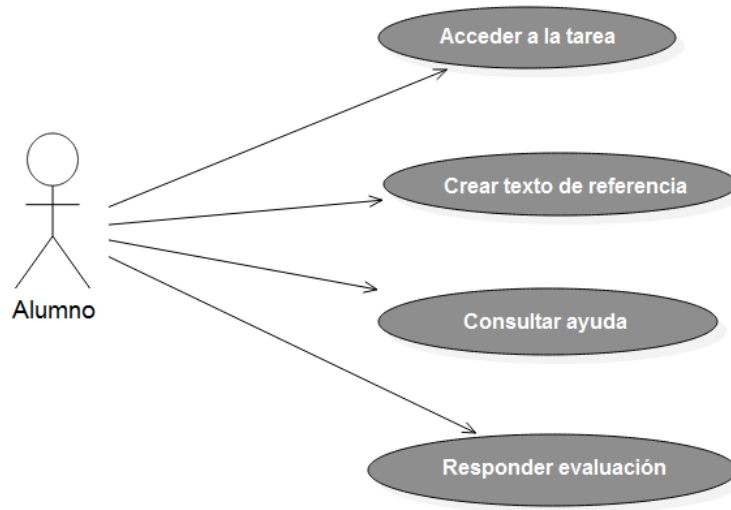 Acceder a la tarea
Crear texto de referencia
Alumno
Consultar ayuda
Responder evaluación